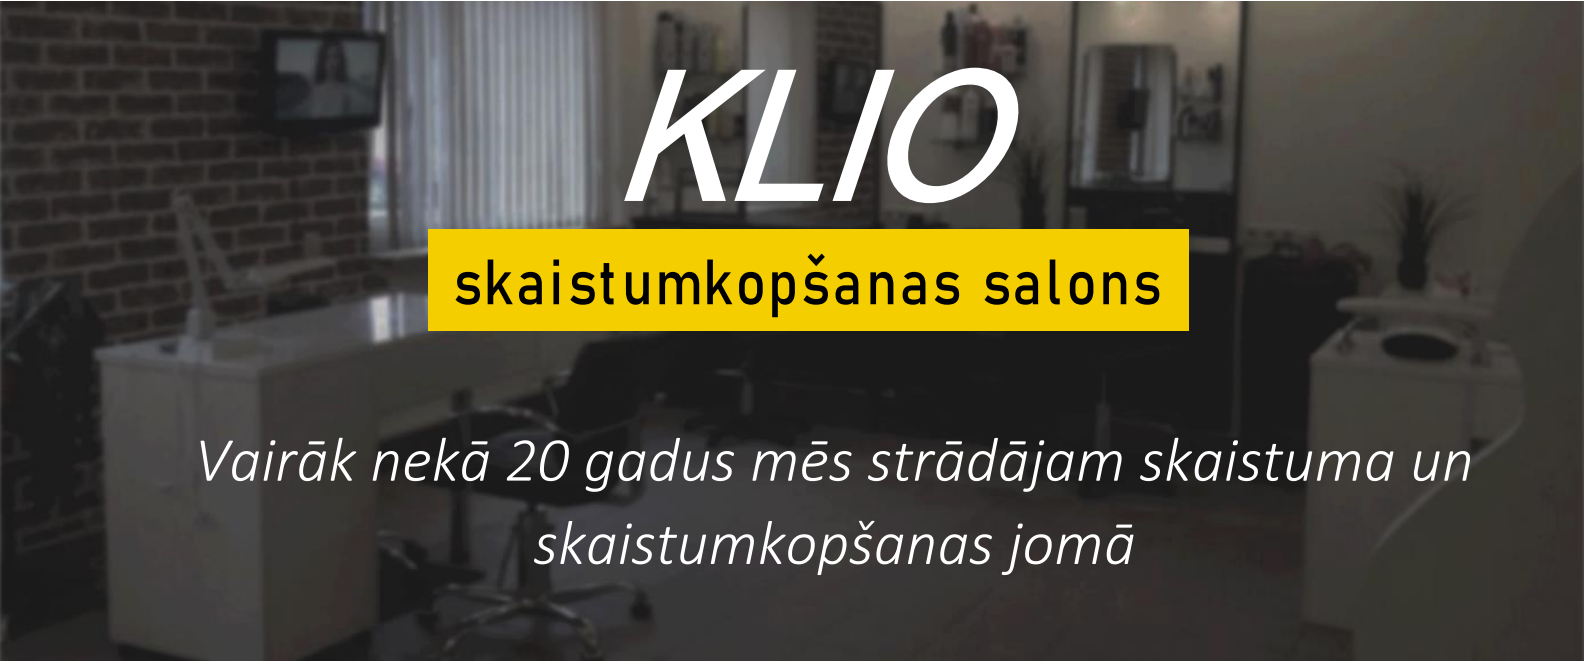 KLIO
skaistumkopšanas salons
Vairāk nekā 20 gadus mēs strādājam skaistuma un
skaistumkopšanas jomā